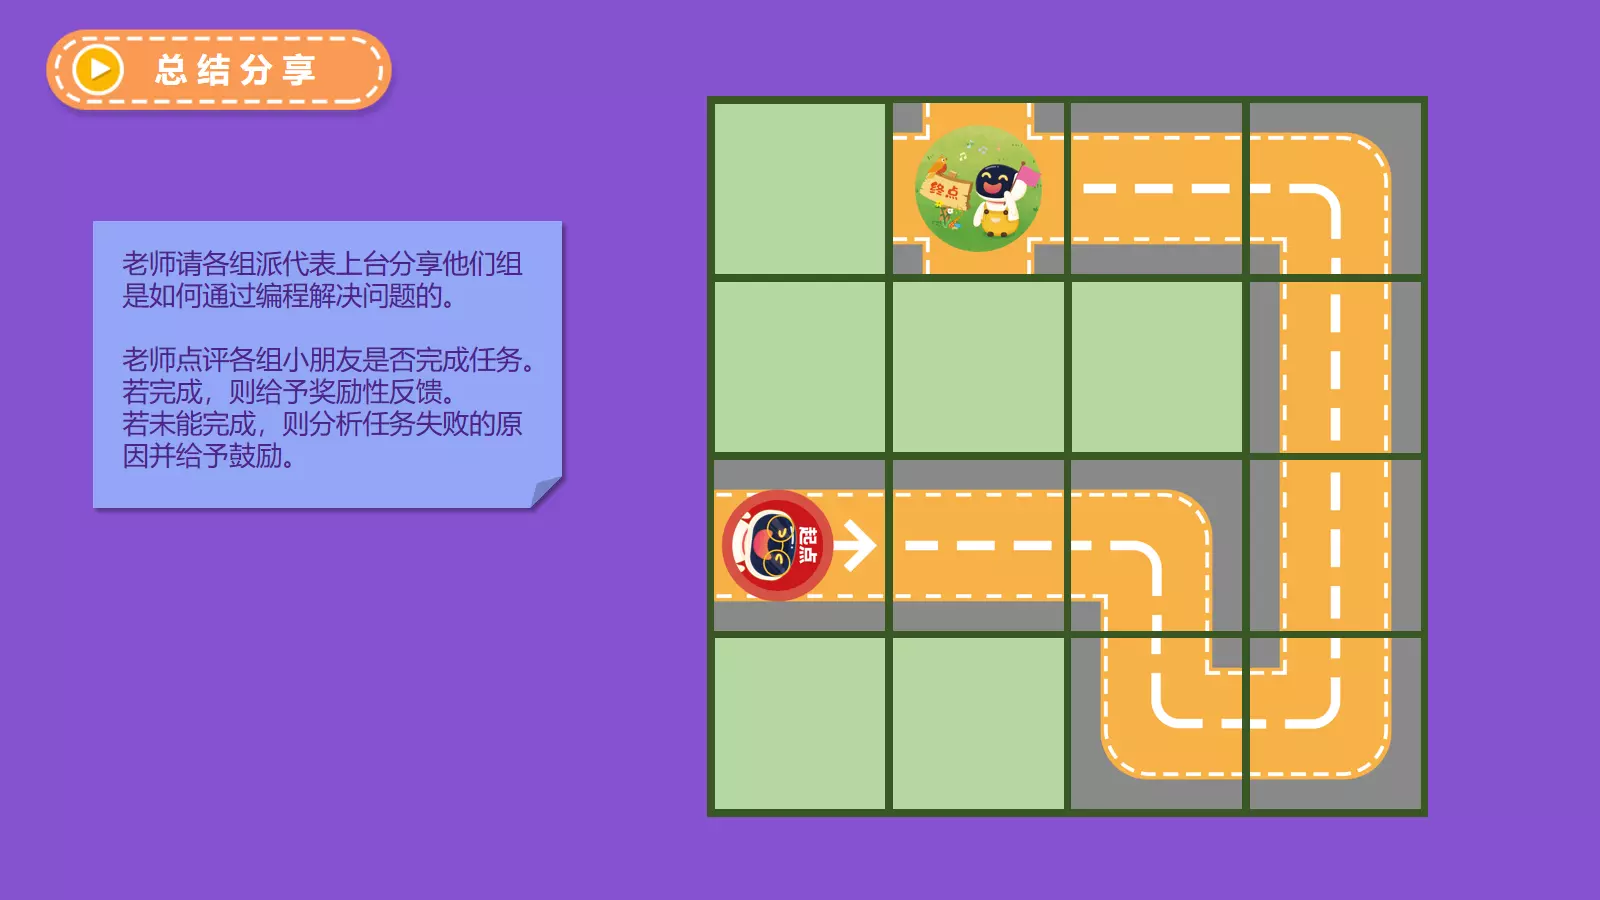 总结分享
老师请各组派代表上台分享他们组
是如何通过编程解决问题的。
老师点评各组小朋友是否完成任务。
若完成，则给予奖励性反馈。
若未能完成，则分析任务失败的原
因并给予鼓励。
终点
起点